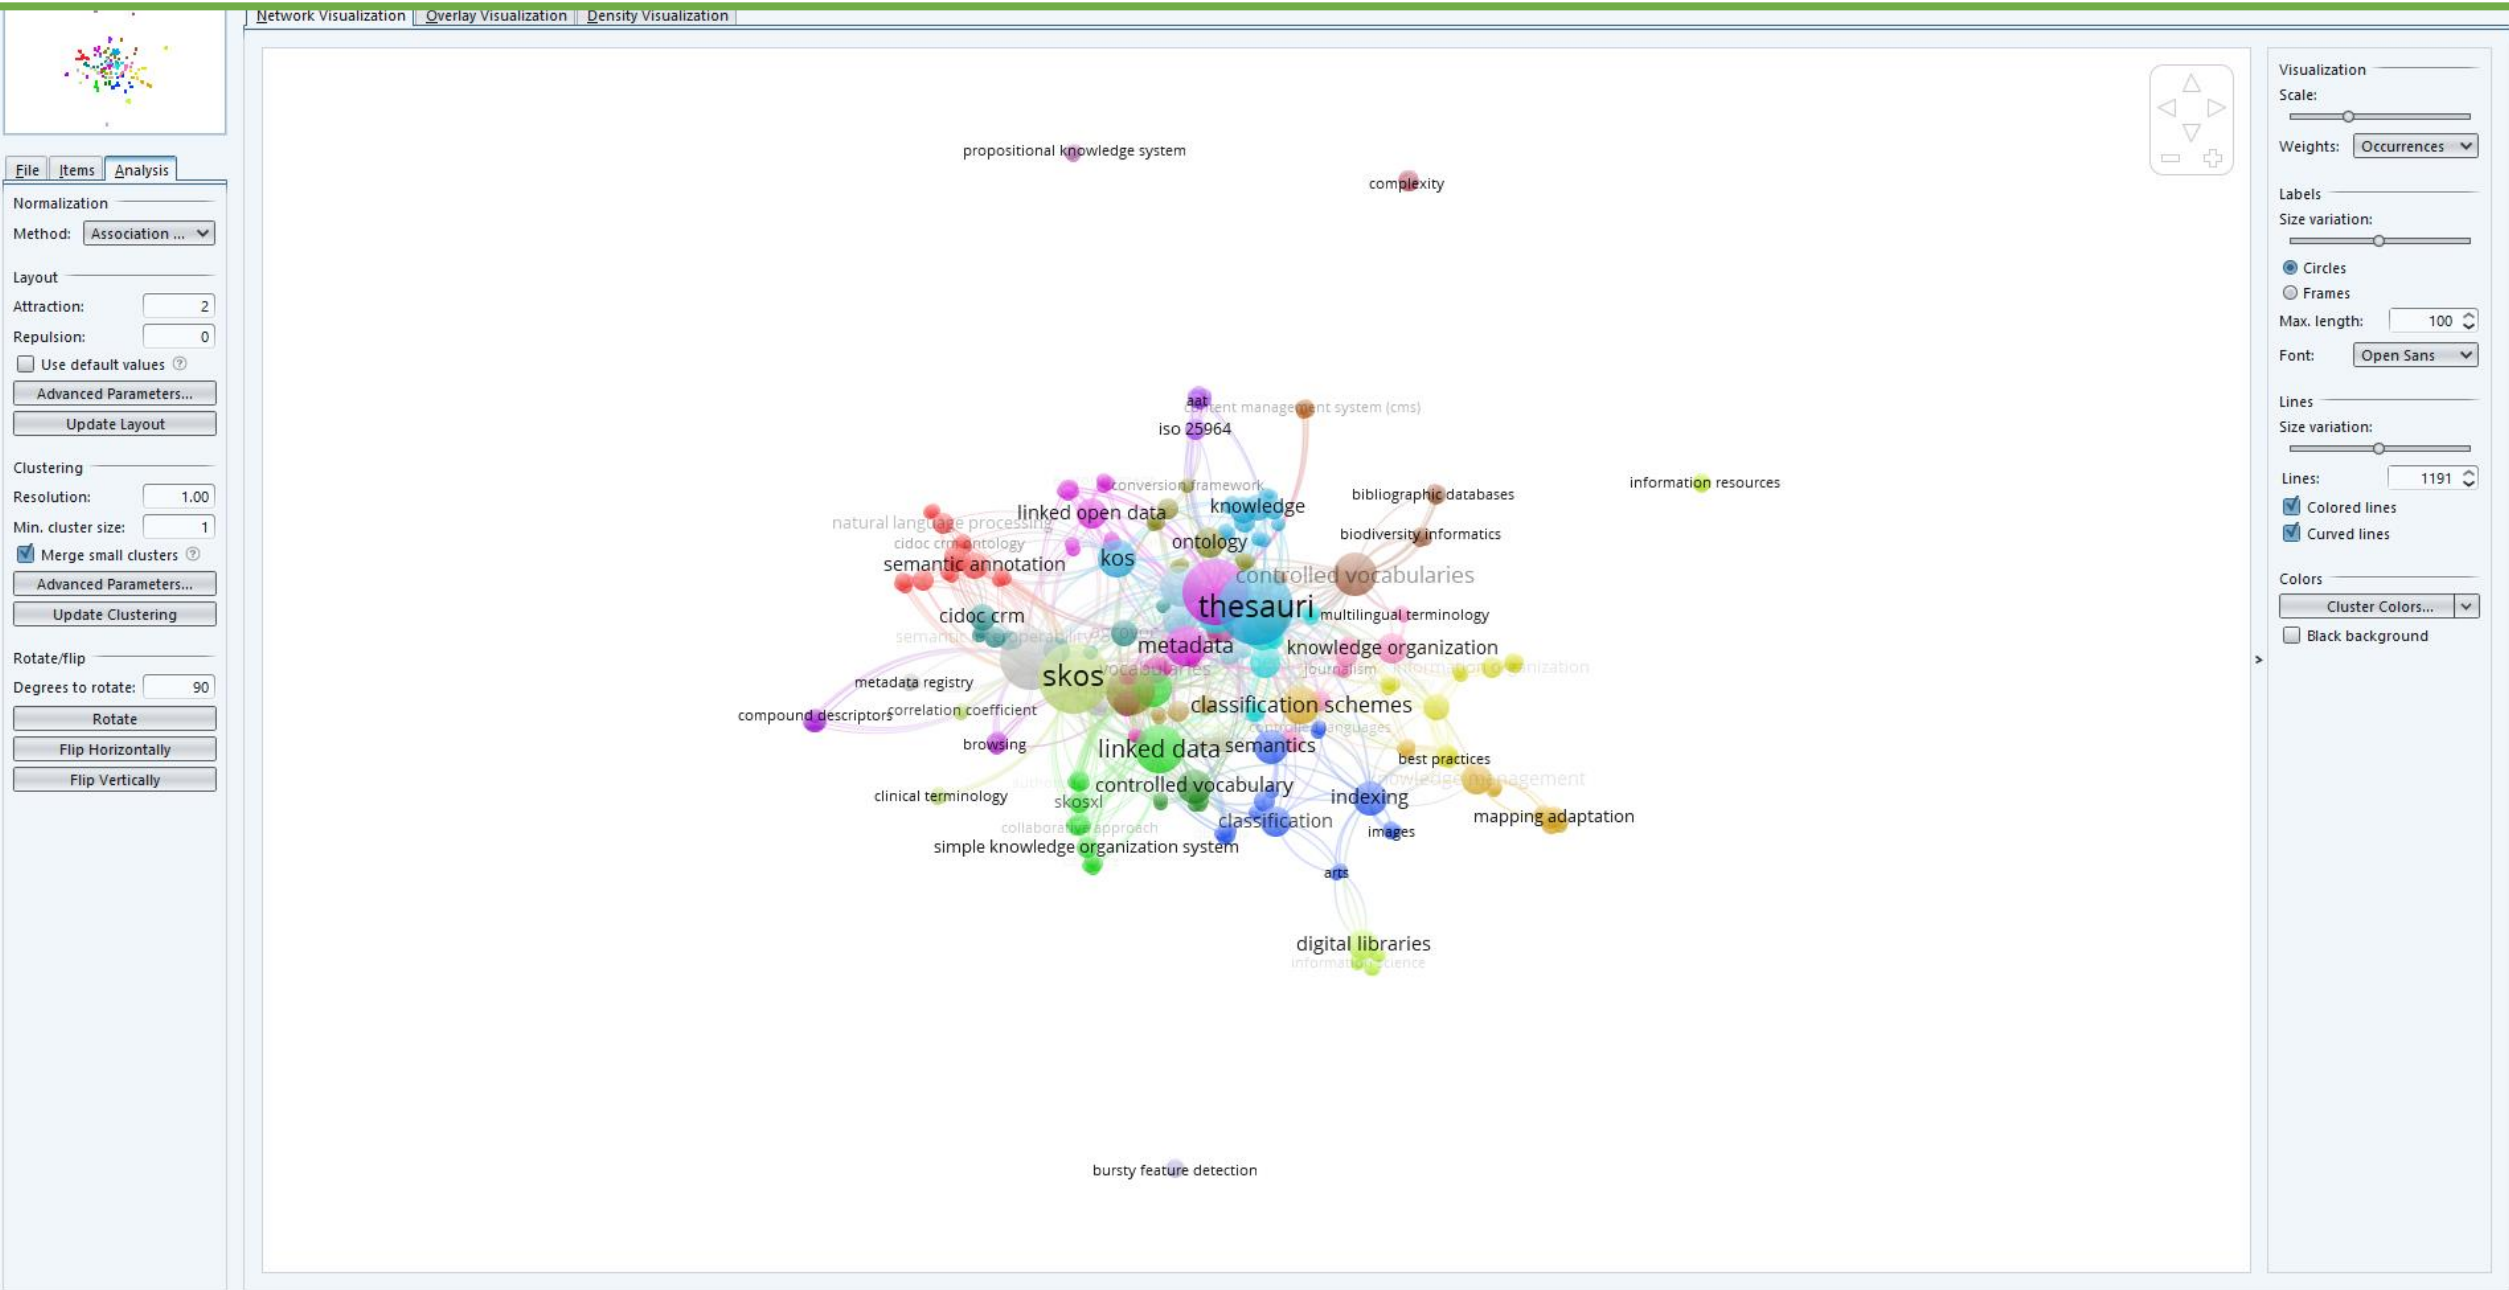 Network Visualization Overlay Visualization Density Visualization
File Items Analysis
Normalization
Method: Association ...
Layout
Attraction: 2
Repulsion: 0
Use default values
Advanced Parameters...
Update Layout
Clustering
Resolution: 1.00
Min. cluster size: 1
Merge small clusters
Advanced Parameters...
Update Clustering
Rotate/flip
Degrees to rotate: 90
Rotate
Flip Horizontally
Flip Vertically
propositional knowledge system
complexity
aat
content management system (cms)
iso 25964
information resources
conversion framework
bibliographic databases
knowledge
linked open data
natural language processing
biodiversity informatics
cidoc crm ontology
ontology
kos
semantic annotation
controlled vocabularies
thesauri
cidoc crm
multilingual terminology
semantic interoperability
metadata
knowledge organization
vocabularies
journalism
information organization
skos
metadata registry
classification schemes
correlation coefficient
compound descriptors
controlled languages
browsing
linked data
semantics
best practices
knowledge management
controlled vocabulary
clinical terminology
indexing
skosxl
mapping adaptation
classification
collaborative approach
images
simple knowledge organization system
arts
digital libraries
information science
bursty feature detection
>
Visualization
Scale:
Weights: Occurrences
Labels
Size variation:
Circles
Frames
Max. length: 100
Font: Open Sans
Lines
Size variation:
Lines: 1191
Colored lines
Curved lines
Colors
Cluster Colors...
Black background